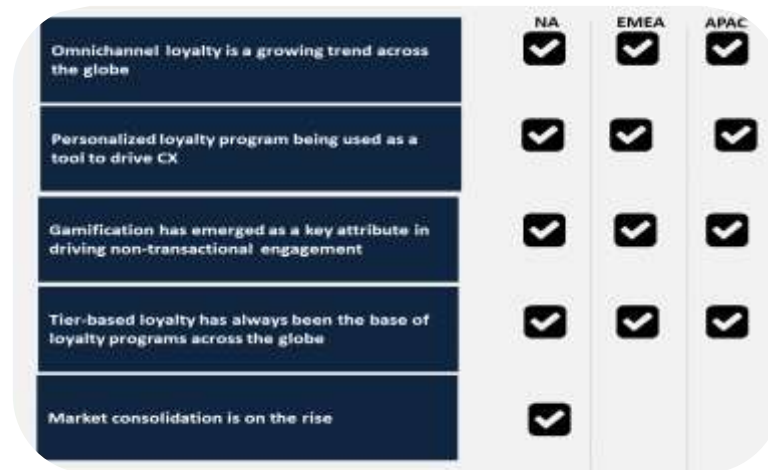 NA EMEA APAC
Omnichannel loyalty is a growing trend across
the globe
Personalized loyalty program being used as a
tool to drive CX
Gamification has emerged as a key attribute in
driving non-transactional engagement
Tier-based loyalty has always been the base of
loyalty programs across the globe
Market consolidation is on the rise